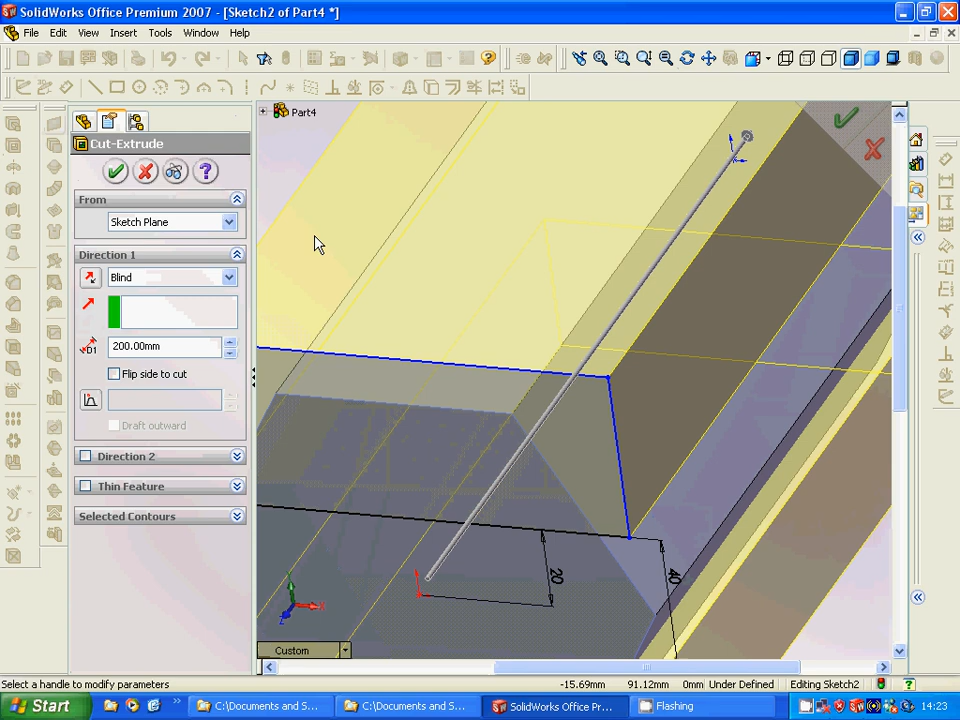 SolidWorks Office Premium 2007 - [Sketch2 of Part4 *]
File Edit View Insert Tools Window Help
Part4
Cut-Extrude
From
Sketch Plane
Direction 1
Blind
D1
200.00mm
Flip side to cut
Draft outward
Direction 2
Thin Feature
Selected Contours
20
40
Y
X
Z
Custom
Select a handle to modify parameters
-15.69mm 91.12mm 0mm Under Defined Editing Sketch2
Start
C:\Documents and S...
C:\Documents and S...
SolidWorks Office Pr...
Flashing
14:23